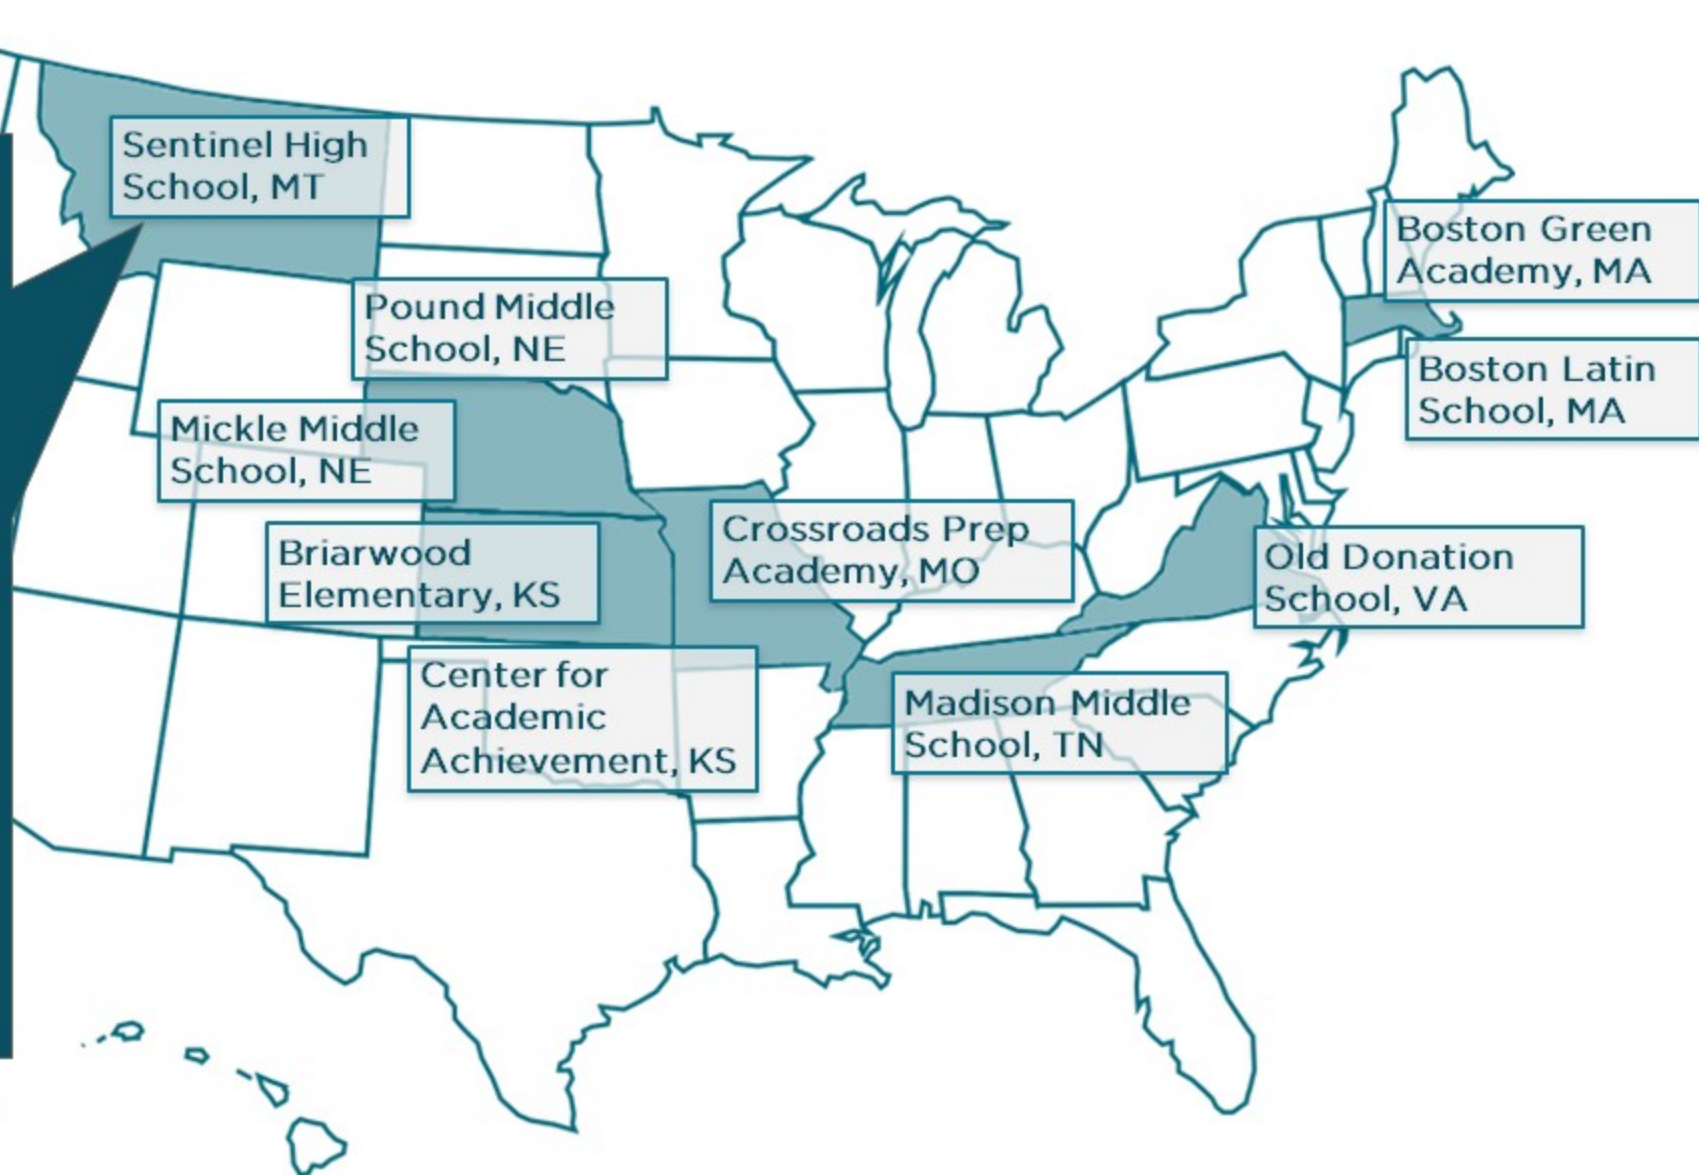 Sentinel High
School, MT
Boston Green
Academy, MA
Pound Middle
School, NE
Boston Latin
School, MA
Mickle Middle
School, NE
Crossroads Prep
Academy, MO
Briarwood
Elementary, KS
Old Donation
School, VA
Center for
Academic
Achievement, KS
Madison Middle
School, TN